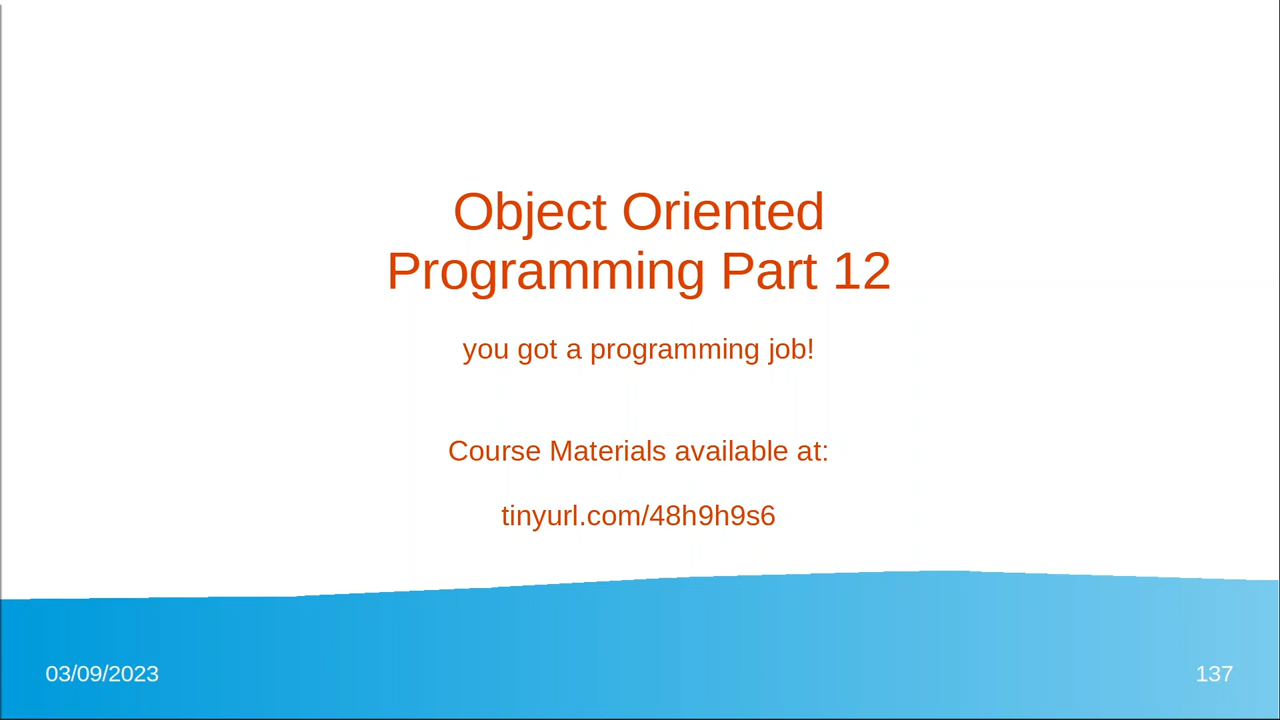 Object Oriented
Programming Part 12
you got a programming job!
Course Materials available at:
tinyurl.com/48h9h9s6
03/09/2023
137